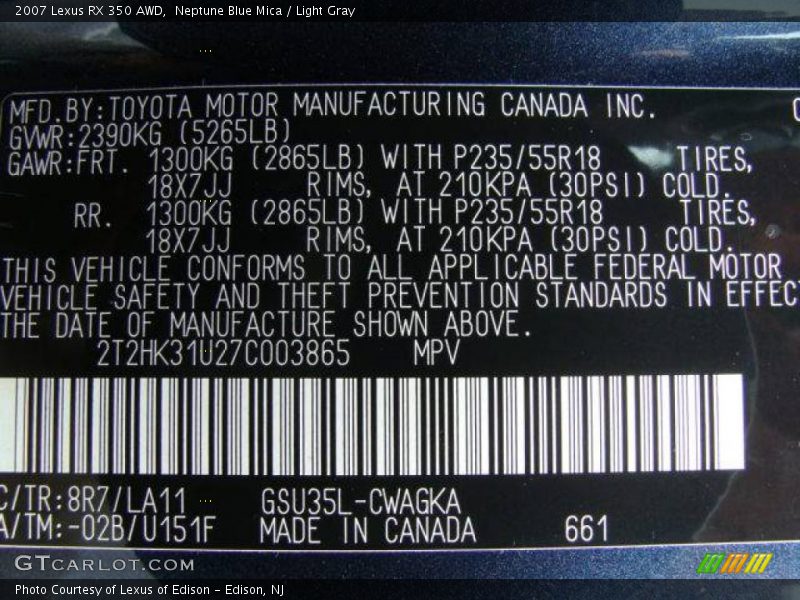 2007 Lexus RX 350 AWD, Neptune Blue Mica / Light Gray
MFD.BY:TOYOTA MOTOR MANUFACTURING CANADA INC.
GVWR:2390KG (5265LB)
GAWR:FRT. 1300KG (2865LB) WITH P235/55R18 TIRES,
18X7JJ RIMS, AT 210KPA (30PSI) COLD.
RR. 1300KG (2865LB) WITH P235/55R18 TIRES,
18X7JJ RIMS, AT 210KPA (30PSI) COLD.
THIS VEHICLE CONFORMS TO ALL APPLICABLE FEDERAL MOTOR
VEHICLE SAFETY AND THEFT PREVENTION STANDARDS IN EFFECT
THE DATE OF MANUFACTURE SHOWN ABOVE.
2T2HK31U27C003865 MPV
C/TR:8R7/LA11 GSU35L-CWAGKA
A/TM:-02B/U151F MADE IN CANADA 661
GTCARLOT.COM
Photo Courtesy of Lexus of Edison - Edison, NJ